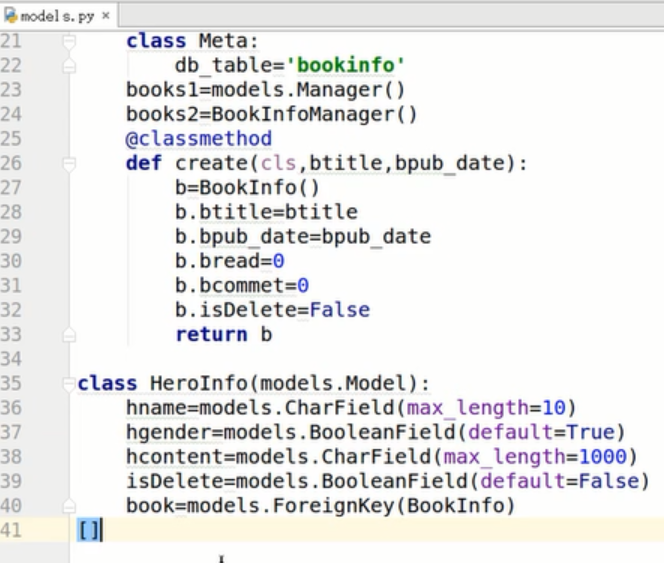 models.py ×
21 class Meta:
22 db_table='bookinfo'
23 books1=models.Manager()
24 books2=BookInfoManager()
25 @classmethod
26 def create(cls,btitle,bpub_date):
27 b=BookInfo()
28 b.btitle=btitle
29 b.bpub_date=bpub_date
30 b.bread=0
31 b.bcommet=0
32 b.isDelete=False
33 return b
34
35 class HeroInfo(models.Model):
36 hname=models.CharField(max_length=10)
37 hgender=models.BooleanField(default=True)
38 hcontent=models.CharField(max_length=1000)
39 isDelete=models.BooleanField(default=False)
40 book=models.ForeignKey(BookInfo)
41 []